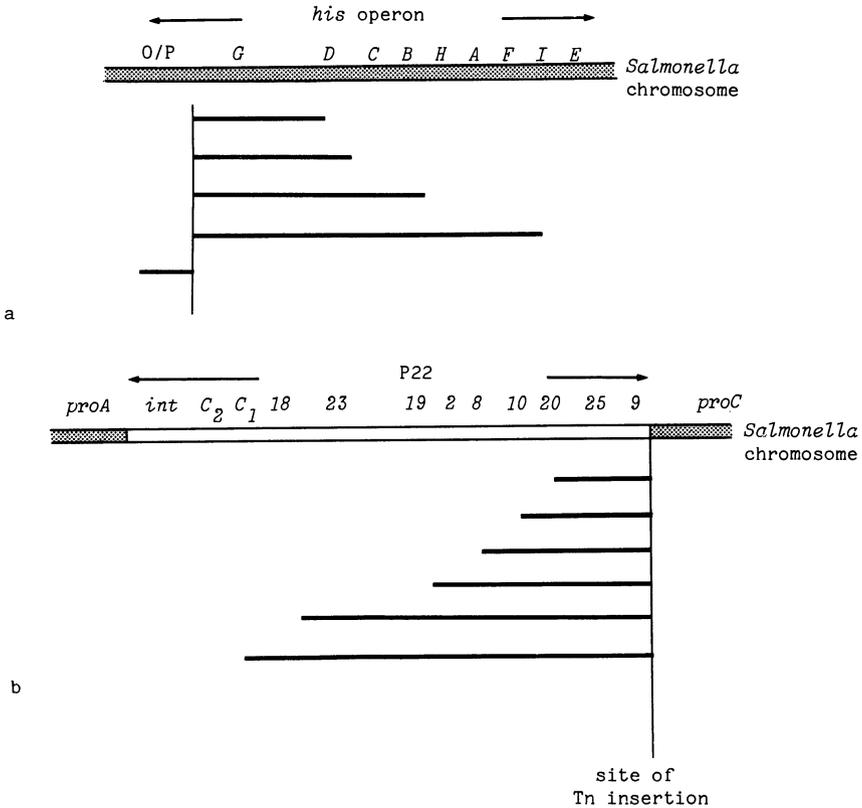 his operon
O/P G D C B H A F I E
Salmonella
chromosome
a
P22
proA int C2 C1 18 23 19 2 8 10 20 25 9 proC
Salmonella
chromosome
b
site of
Tn insertion